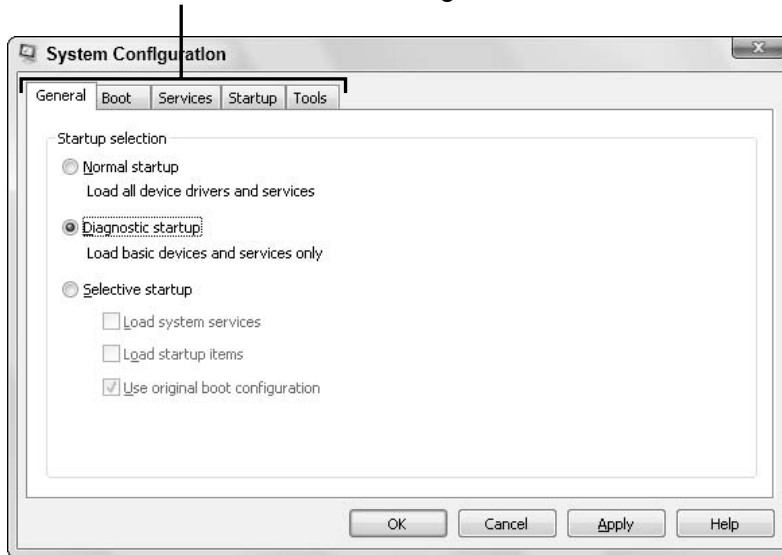 System Configuration
General Boot Services Startup Tools
Startup selection
Normal startup
Load all device drivers and services
Diagnostic startup
Load basic devices and services only
Selective startup
Load system services
Load startup items
Use original boot configuration
OK Cancel Apply Help